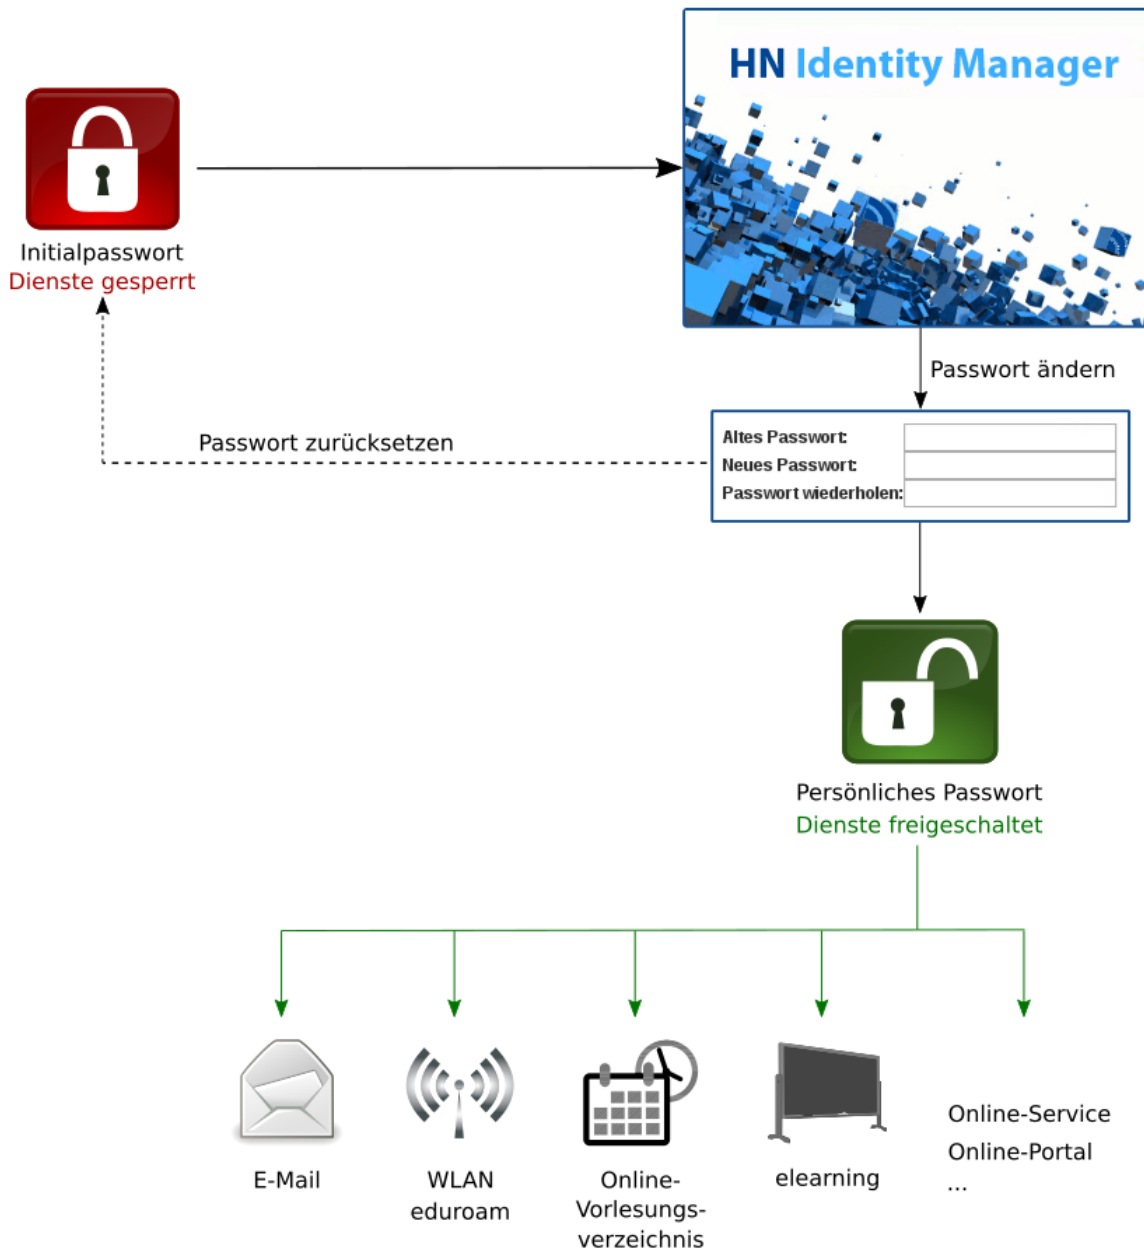 HN Identity Manager
Initialpasswort
Dienste gesperrt
Passwort ändern
Passwort zurücksetzen
Altes Passwort:
Neues Passwort:
Passwort wiederholen:
Persönliches Passwort
Dienste freigeschaltet
E-Mail
WLAN
eduroam
Online-
Vorlesungs-
verzeichnis
elearning
Online-Service
Online-Portal
...